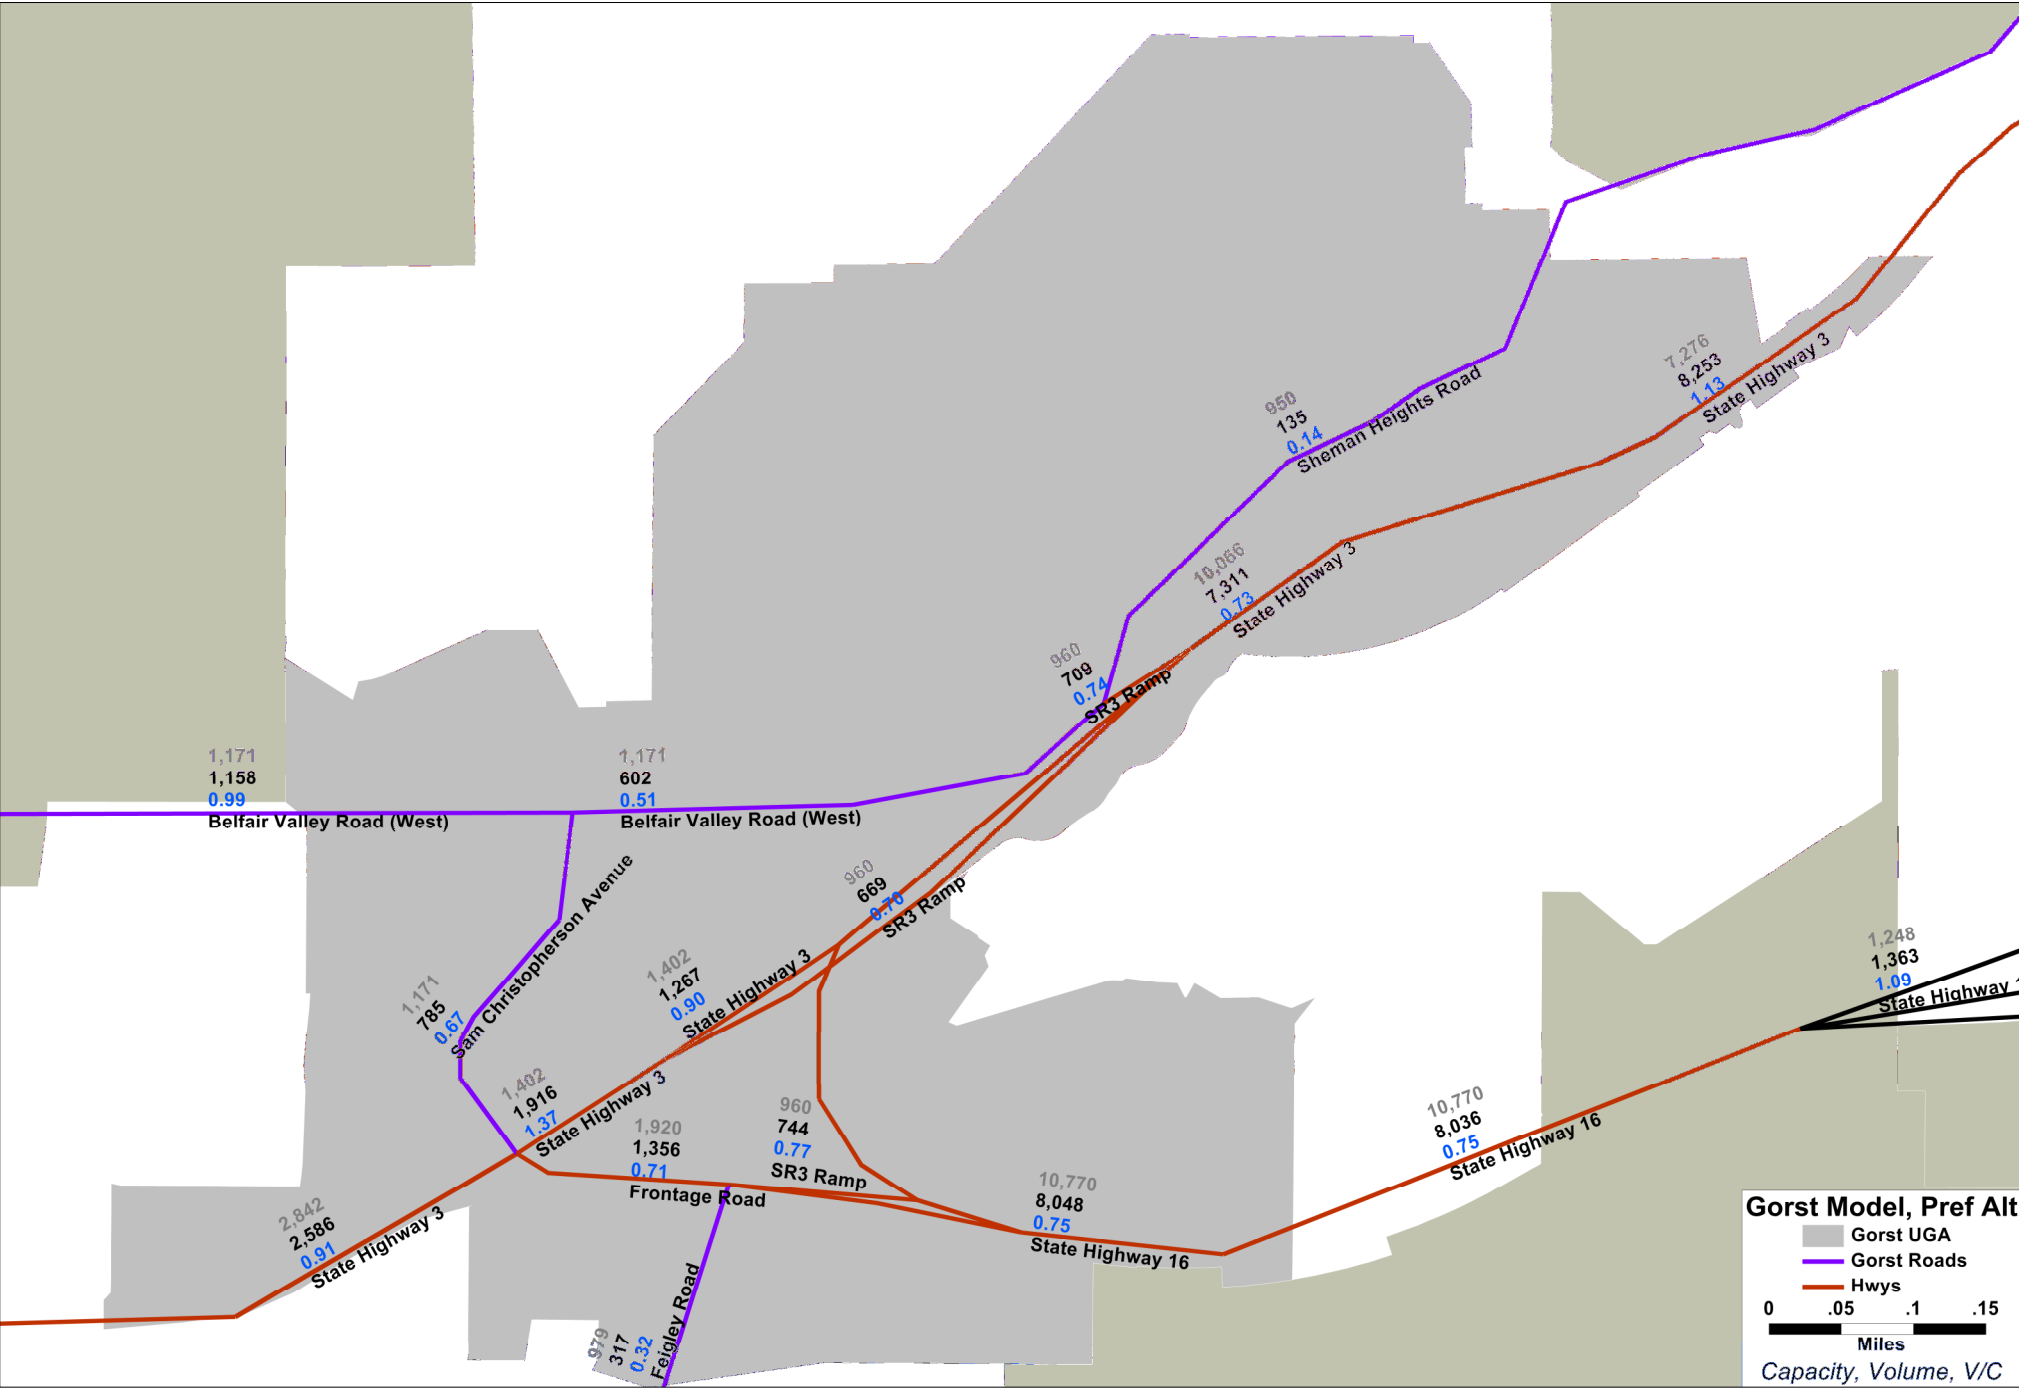 7,276
8,253
1.13
State Highway 3
950
135
0.14
Sheman Heights Road
10,066
7,311
0.73
State Highway 3
960
709
0.74
SR3 Ramp
1,171
1,158
0.99
Belfair Valley Road (West)
1,171
602
0.51
Belfair Valley Road (West)
960
669
0.70
SR3 Ramp
1,171
785
0.67
Sam Christopherson Avenue
1,402
1,267
0.90
State Highway 3
1,248
1,363
1.09
State Highway 1
1,402
1,916
1.37
State Highway 3
1,920
1,356
0.71
Frontage Road
960
744
0.77
SR3 Ramp
10,770
8,036
0.75
State Highway 16
10,770
8,048
0.75
State Highway 16
2,842
2,586
0.91
State Highway 3
979
317
0.32
Feigley Road
Gorst Model, Pref Alt
Gorst UGA
Gorst Roads
Hwys
0 .05 .1 .15
Miles
Capacity, Volume, V/C